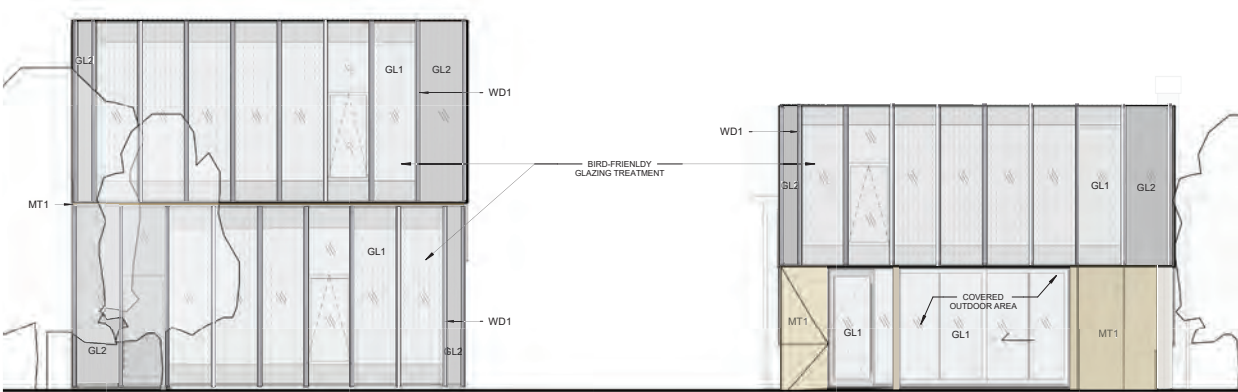 GL2
GL1
GL2
WD1
MT1
GL1
WD1
GL2
GL2
BIRD-FRIENLDY
GLAZING TREATMENT
WD1
GL2
GL1
GL2
COVERED
OUTDOOR AREA
MT1
GL1
GL1
MT1